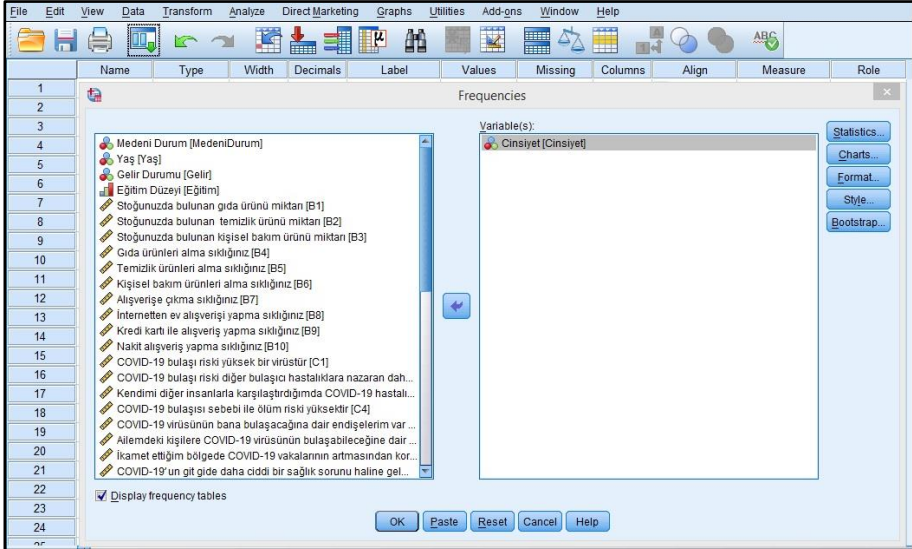 File Edit View Data Transform Analyze Direct Marketing Graphs Utilities Add-ons Window Help
ABC
Name Type Width Decimals Label Values Missing Columns Align Measure Role
Frequencies
1
2
3
4
5
6
7
8
9
10
11
12
13
14
15
16
17
18
19
20
21
22
23
24
25
Medeni Durum [MedeniDurum]
Yaş [Yaş]
Gelir Durumu [Gelir]
Eğitim Düzeyi [Eğitim]
Stoğunuzda bulunan gıda ürünü miktarı [B1]
Stoğunuzda bulunan temizlik ürünü miktarı [B2]
Stoğunuzda bulunan kişisel bakım ürünü miktarı [B3]
Gıda ürünleri alma sıklığınız [B4]
Temizlik ürünleri alma sıklığınız [B5]
Kişisel bakım ürünleri alma sıklığınız [B6]
Alışverişe çıkma sıklığınız [B7]
İnternetten ev alışverişi yapma sıklığınız [B8]
Kredi kartı ile alışveriş yapma sıklığınız [B9]
Nakit alışveriş yapma sıklığınız [B10]
COVID-19 bulaşı riski yüksek bir virüstür [C1]
COVID-19 bulaşı riski diğer bulaşıcı hastalıklara nazaran dah...
Kendimi diğer insanlarla karşılaştırdığımda COVID-19 hastalı...
COVID-19 bulaşısı sebebi ile ölüm riski yüksektir [C4]
COVID-19 virüsünün bana bulaşacağına dair endişelerim var ...
Ailemdeki kişilere COVID-19 virüsünün bulaşabileceğine dair ...
İkamet ettiğim bölgede COVID-19 vakalarının artmasından kor...
COVID-19'un git gide daha ciddi bir sağlık sorunu haline gel...
Variable(s):
Cinsiyet [Cinsiyet]
Statistics...
Charts...
Format...
Style...
Bootstrap...
Display frequency tables
OK Paste Reset Cancel Help